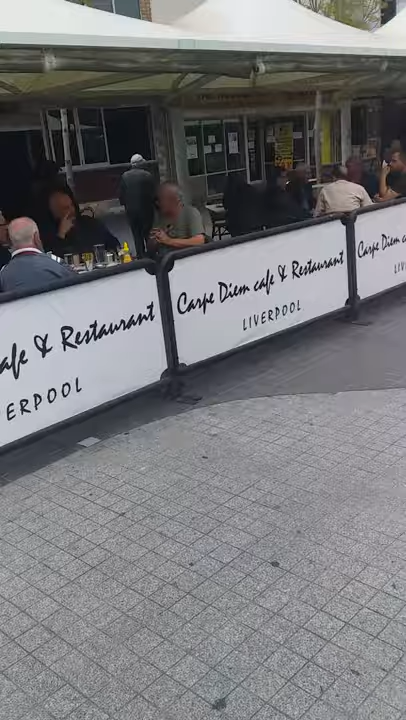 afe & Restaurant
ERPOOL
Carpe Diem cafe & Restaurant
LIVERPOOL
Carpe Diem
LIV